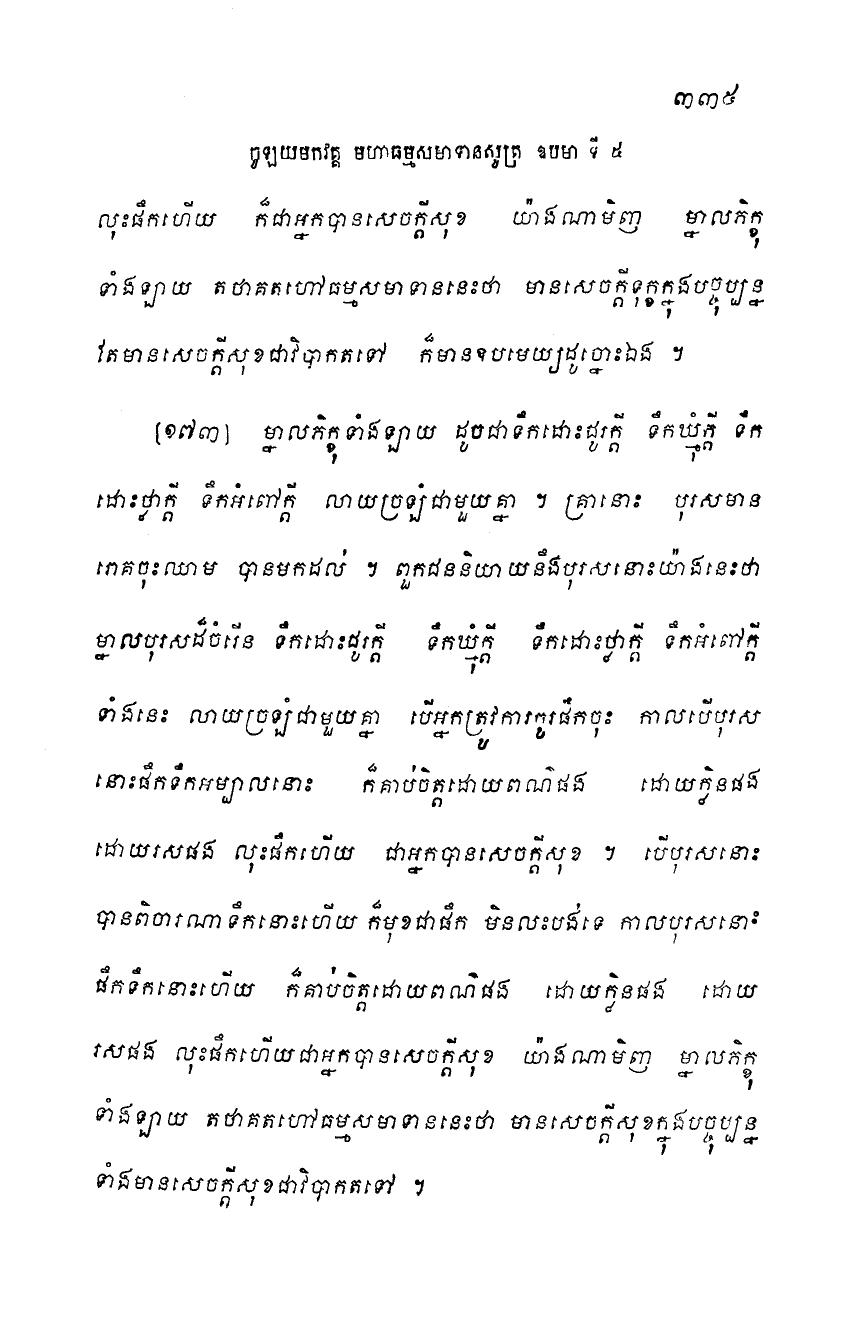 ៣៣៥
ចូឡយមកវគ្គ មហាធម្មសមាទានសូត្រ ឧបមា ទី ៥
លុះផឹកហើយ ក៏ជាអ្នកបានសេចក្តីសុខ យ៉ាងណាមិញ ម្នាលភិក្ខុ
ទាំងឡាយ តថាគតហៅធម្មសមាទាននេះថា មានសេចក្តីទុក្ខក្នុងបច្ចុប្បន្ន
តែមានសេចក្តីសុខជាវិបាកតទៅ ក៏មានឧបមេយ្យដូច្នោះឯង ។
[១៧៣] ម្នាលភិក្ខុទាំងឡាយ ដូចជាទឹកដោះជូរក្តី ទឹកឃ្មុំក្តី ទឹក
ដោះថ្លាក្តី ទឹកអំពៅក្តី លាយច្រឡំជាមួយគ្នា ។ គ្រានោះ បុរសមាន
រោគចុះឈាម បានមកដល់ ។ ពួកជននិយាយនឹងបុរសនោះយ៉ាងនេះថា
ម្នាលបុរសដ៏ចំរើន ទឹកដោះជូរក្តី ទឹកឃ្មុំក្តី ទឹកដោះថ្លាក្តី ទឹកអំពៅក្តី
ទាំងនេះ លាយច្រឡំជាមួយគ្នា បើអ្នកត្រូវការគួរផឹកចុះ កាលបើបុរស
នោះផឹកទឹកអម្បាលនោះ ក៏គាប់ចិត្តដោយពណ៌ផង ដោយក្លិនផង
ដោយរសផង លុះផឹកហើយ ជាអ្នកបានសេចក្តីសុខ ។ បើបុរសនោះ
បានពិចារណាទឹកនោះហើយ ក៏មុខជាផឹក មិនលះបង់ទេ កាលបុរសនោះ
ផឹកទឹកនោះហើយ ក៏គាប់ចិត្តដោយពណ៌ផង ដោយក្លិនផង ដោយ
រសផង លុះផឹកហើយជាអ្នកបានសេចក្តីសុខ យ៉ាងណាមិញ ម្នាលភិក្ខុ
ទាំងឡាយ តថាគតហៅធម្មសមាទាននេះថា មានសេចក្តីសុខក្នុងបច្ចុប្បន្ន
ទាំងមានសេចក្តីសុខជាវិបាកតទៅ ។